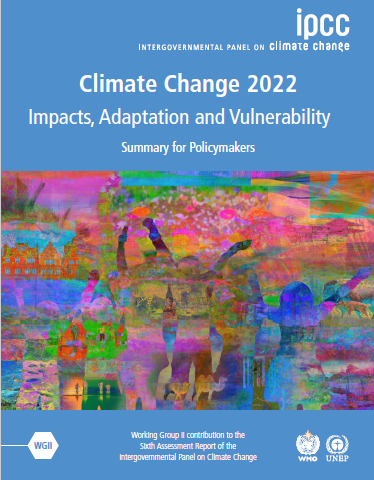 ipcc
INTERGOVERNMENTAL PANEL ON climate change
Climate Change 2022
Impacts, Adaptation and Vulnerability
Summary for Policymakers
WGII
Working Group II contribution to the
Sixth Assessment Report of the
Intergovernmental Panel on Climate Change
WMO
UNEP